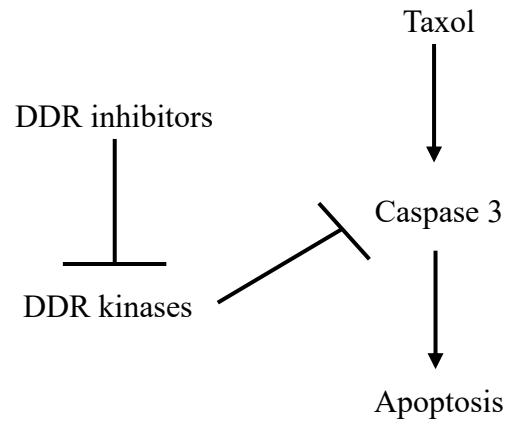 Taxol
DDR inhibitors
Caspase 3
DDR kinases
Apoptosis